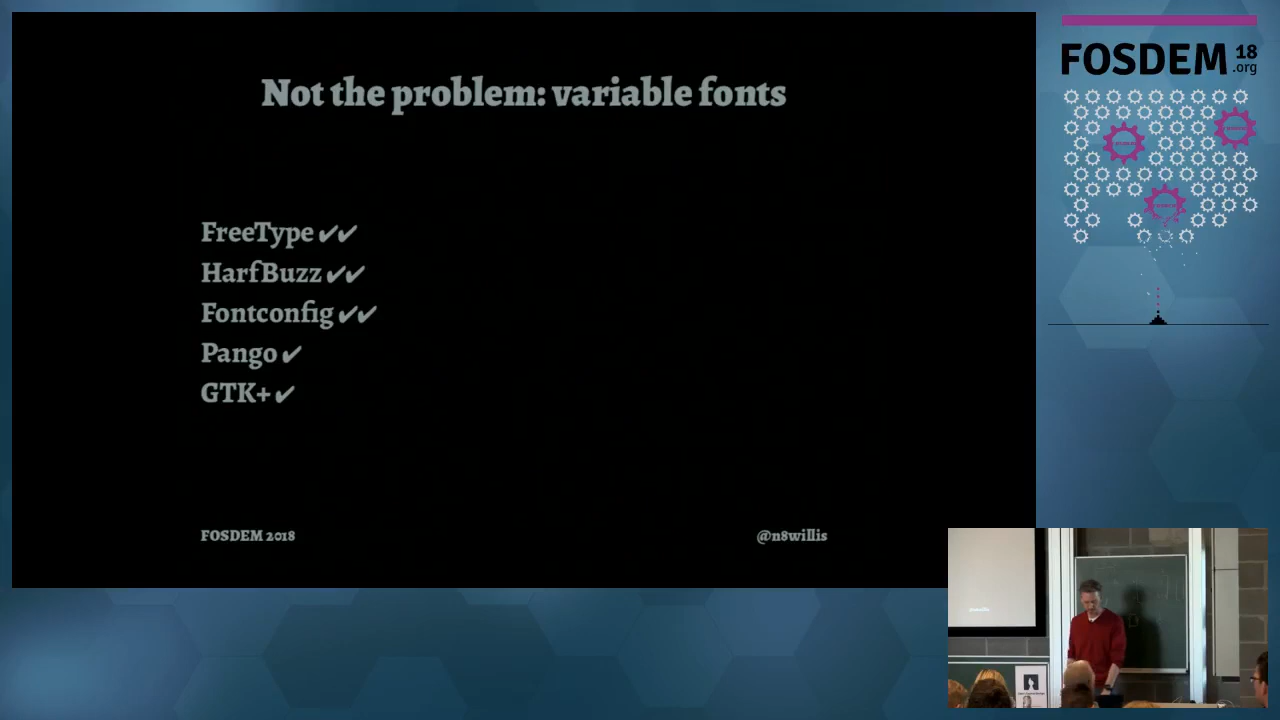 Not the problem: variable fonts
FreeType ✔✔
HarfBuzz ✔✔
Fontconfig ✔✔
Pango ✔
GTK+ ✔
FOSDEM 2018
@n8willis
FOSDEM 18
.org